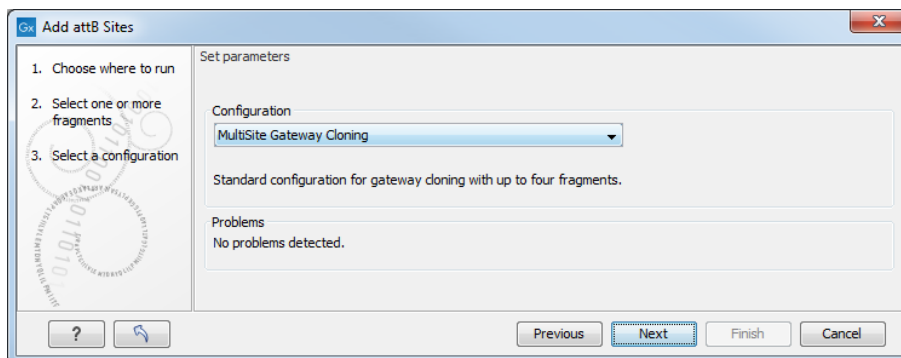 Gx Add attB Sites
1. Choose where to run
2. Select one or more
fragments
3. Select a configuration
Set parameters
Configuration
MultiSite Gateway Cloning
Standard configuration for gateway cloning with up to four fragments.
Problems
No problems detected.
?
Previous
Next
Finish
Cancel